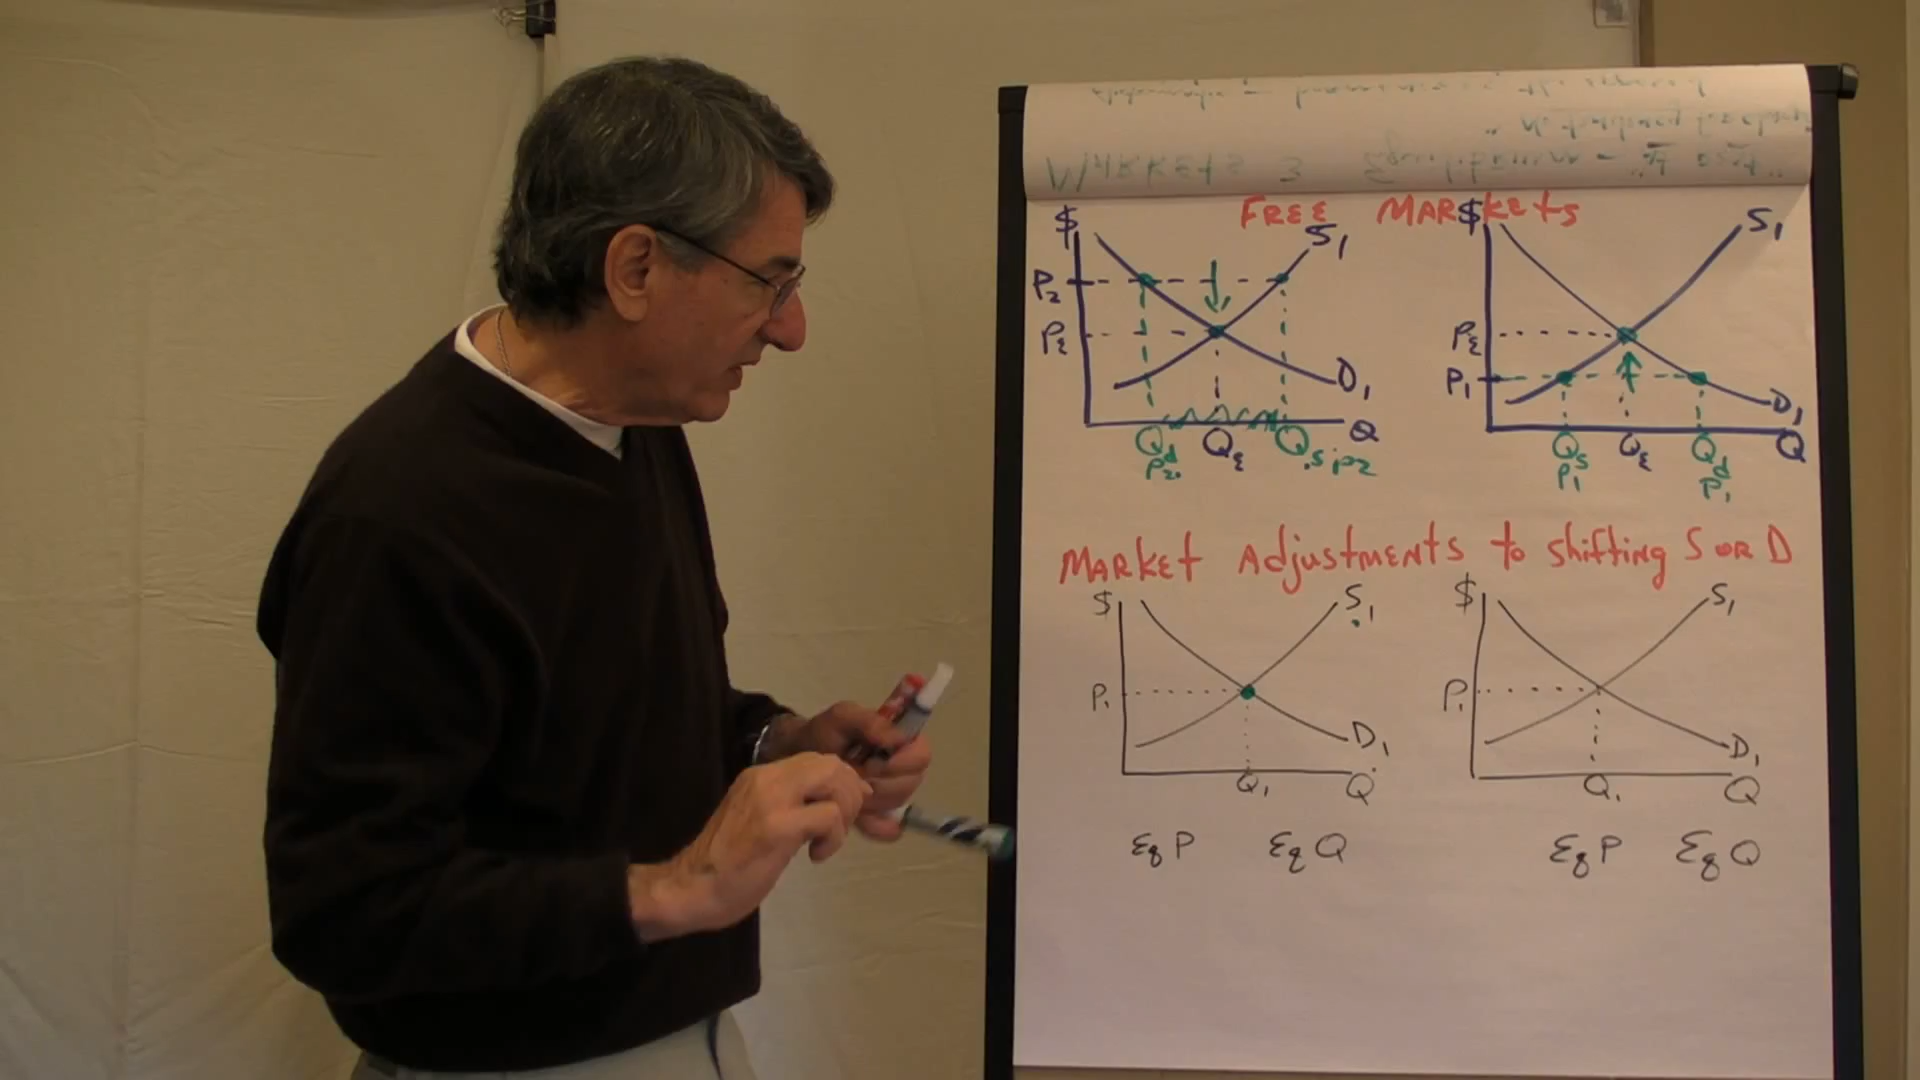 FREE MARKETS
$ S1 $ S1
P2
PE PE
P1
D1 D1
Q Q
Qd QE Qs,P2 Qs QE Qd
P2. P1 P1
MARKET Adjustments to Shifting S OR D
$ S1 $ S1
P1 P1
D1 D1
Q1 Q Q1 Q
Eq P Eq Q Eq P Eq Q